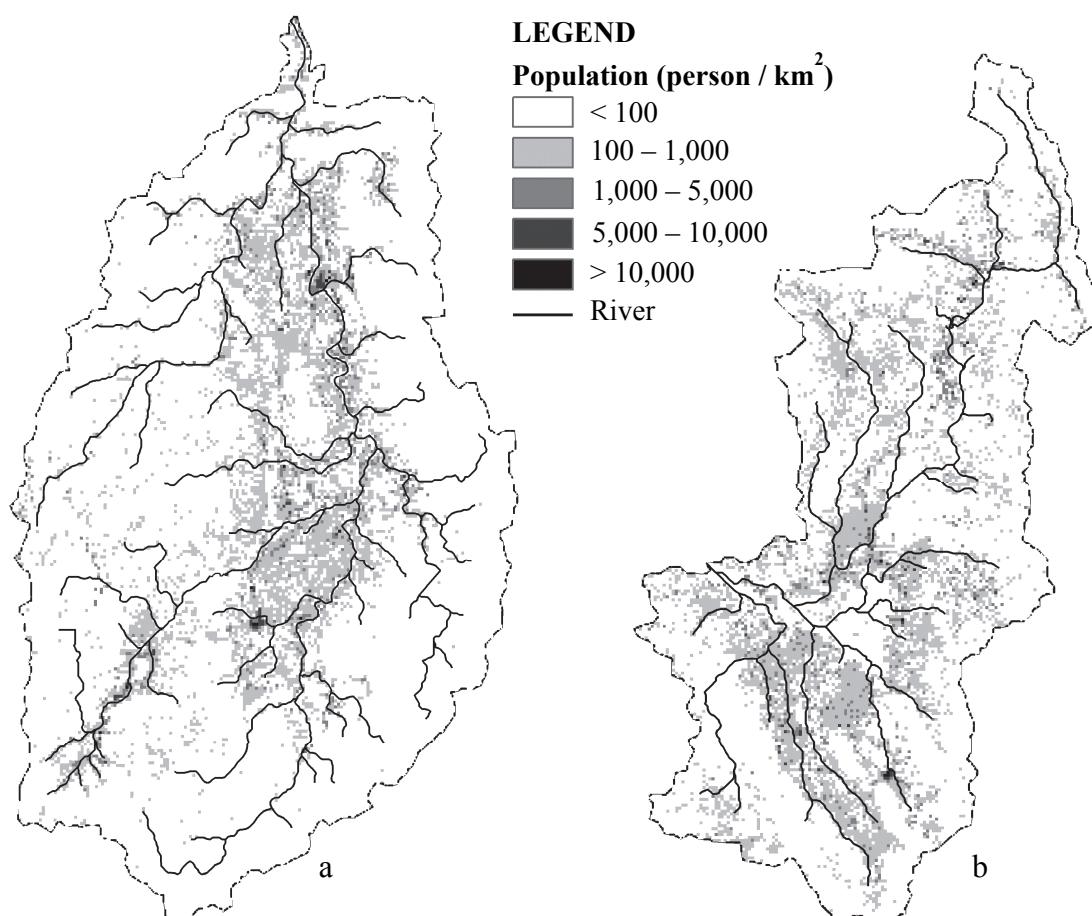 LEGEND
Population (person / km²)
< 100
100 – 1,000
1,000 – 5,000
5,000 – 10,000
> 10,000
River
a
b